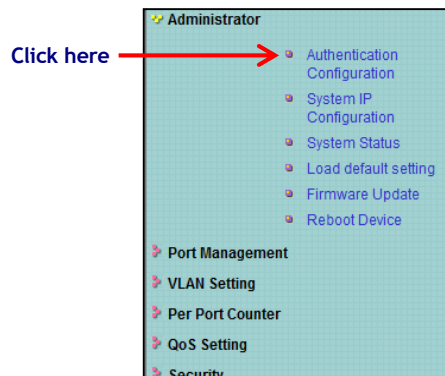 Administrator
Click here
Authentication
Configuration
System IP
Configuration
System Status
Load default setting
Firmware Update
Reboot Device
Port Management
VLAN Setting
Per Port Counter
QoS Setting
Security